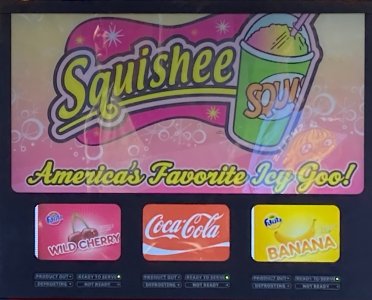 Squishee
SQUI
America's Favorite Icy Goo!
Fanta
WILD CHERRY
Coca-Cola
Fanta
BANANA
PRODUCT OUT READY TO SERVE
DEFROSTING NOT READY
PRODUCT OUT READY TO SERVE
DEFROSTING NOT READY
PRODUCT OUT READY TO SERVE
DEFROSTING NOT READY